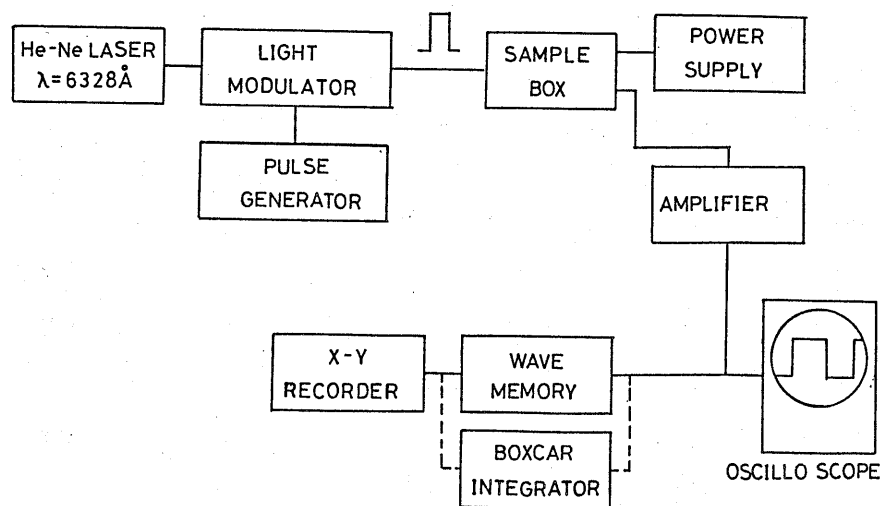 He-Ne LASER
λ=6328Å
LIGHT
MODULATOR
SAMPLE
BOX
POWER
SUPPLY
PULSE
GENERATOR
AMPLIFIER
X-Y
RECORDER
WAVE
MEMORY
BOXCAR
INTEGRATOR
OSCILLO SCOPE